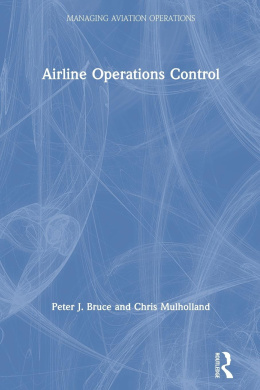 MANAGING AVIATION OPERATIONS
Airline Operations Control
Peter J. Bruce and Chris Mulholland
ROUTLEDGE